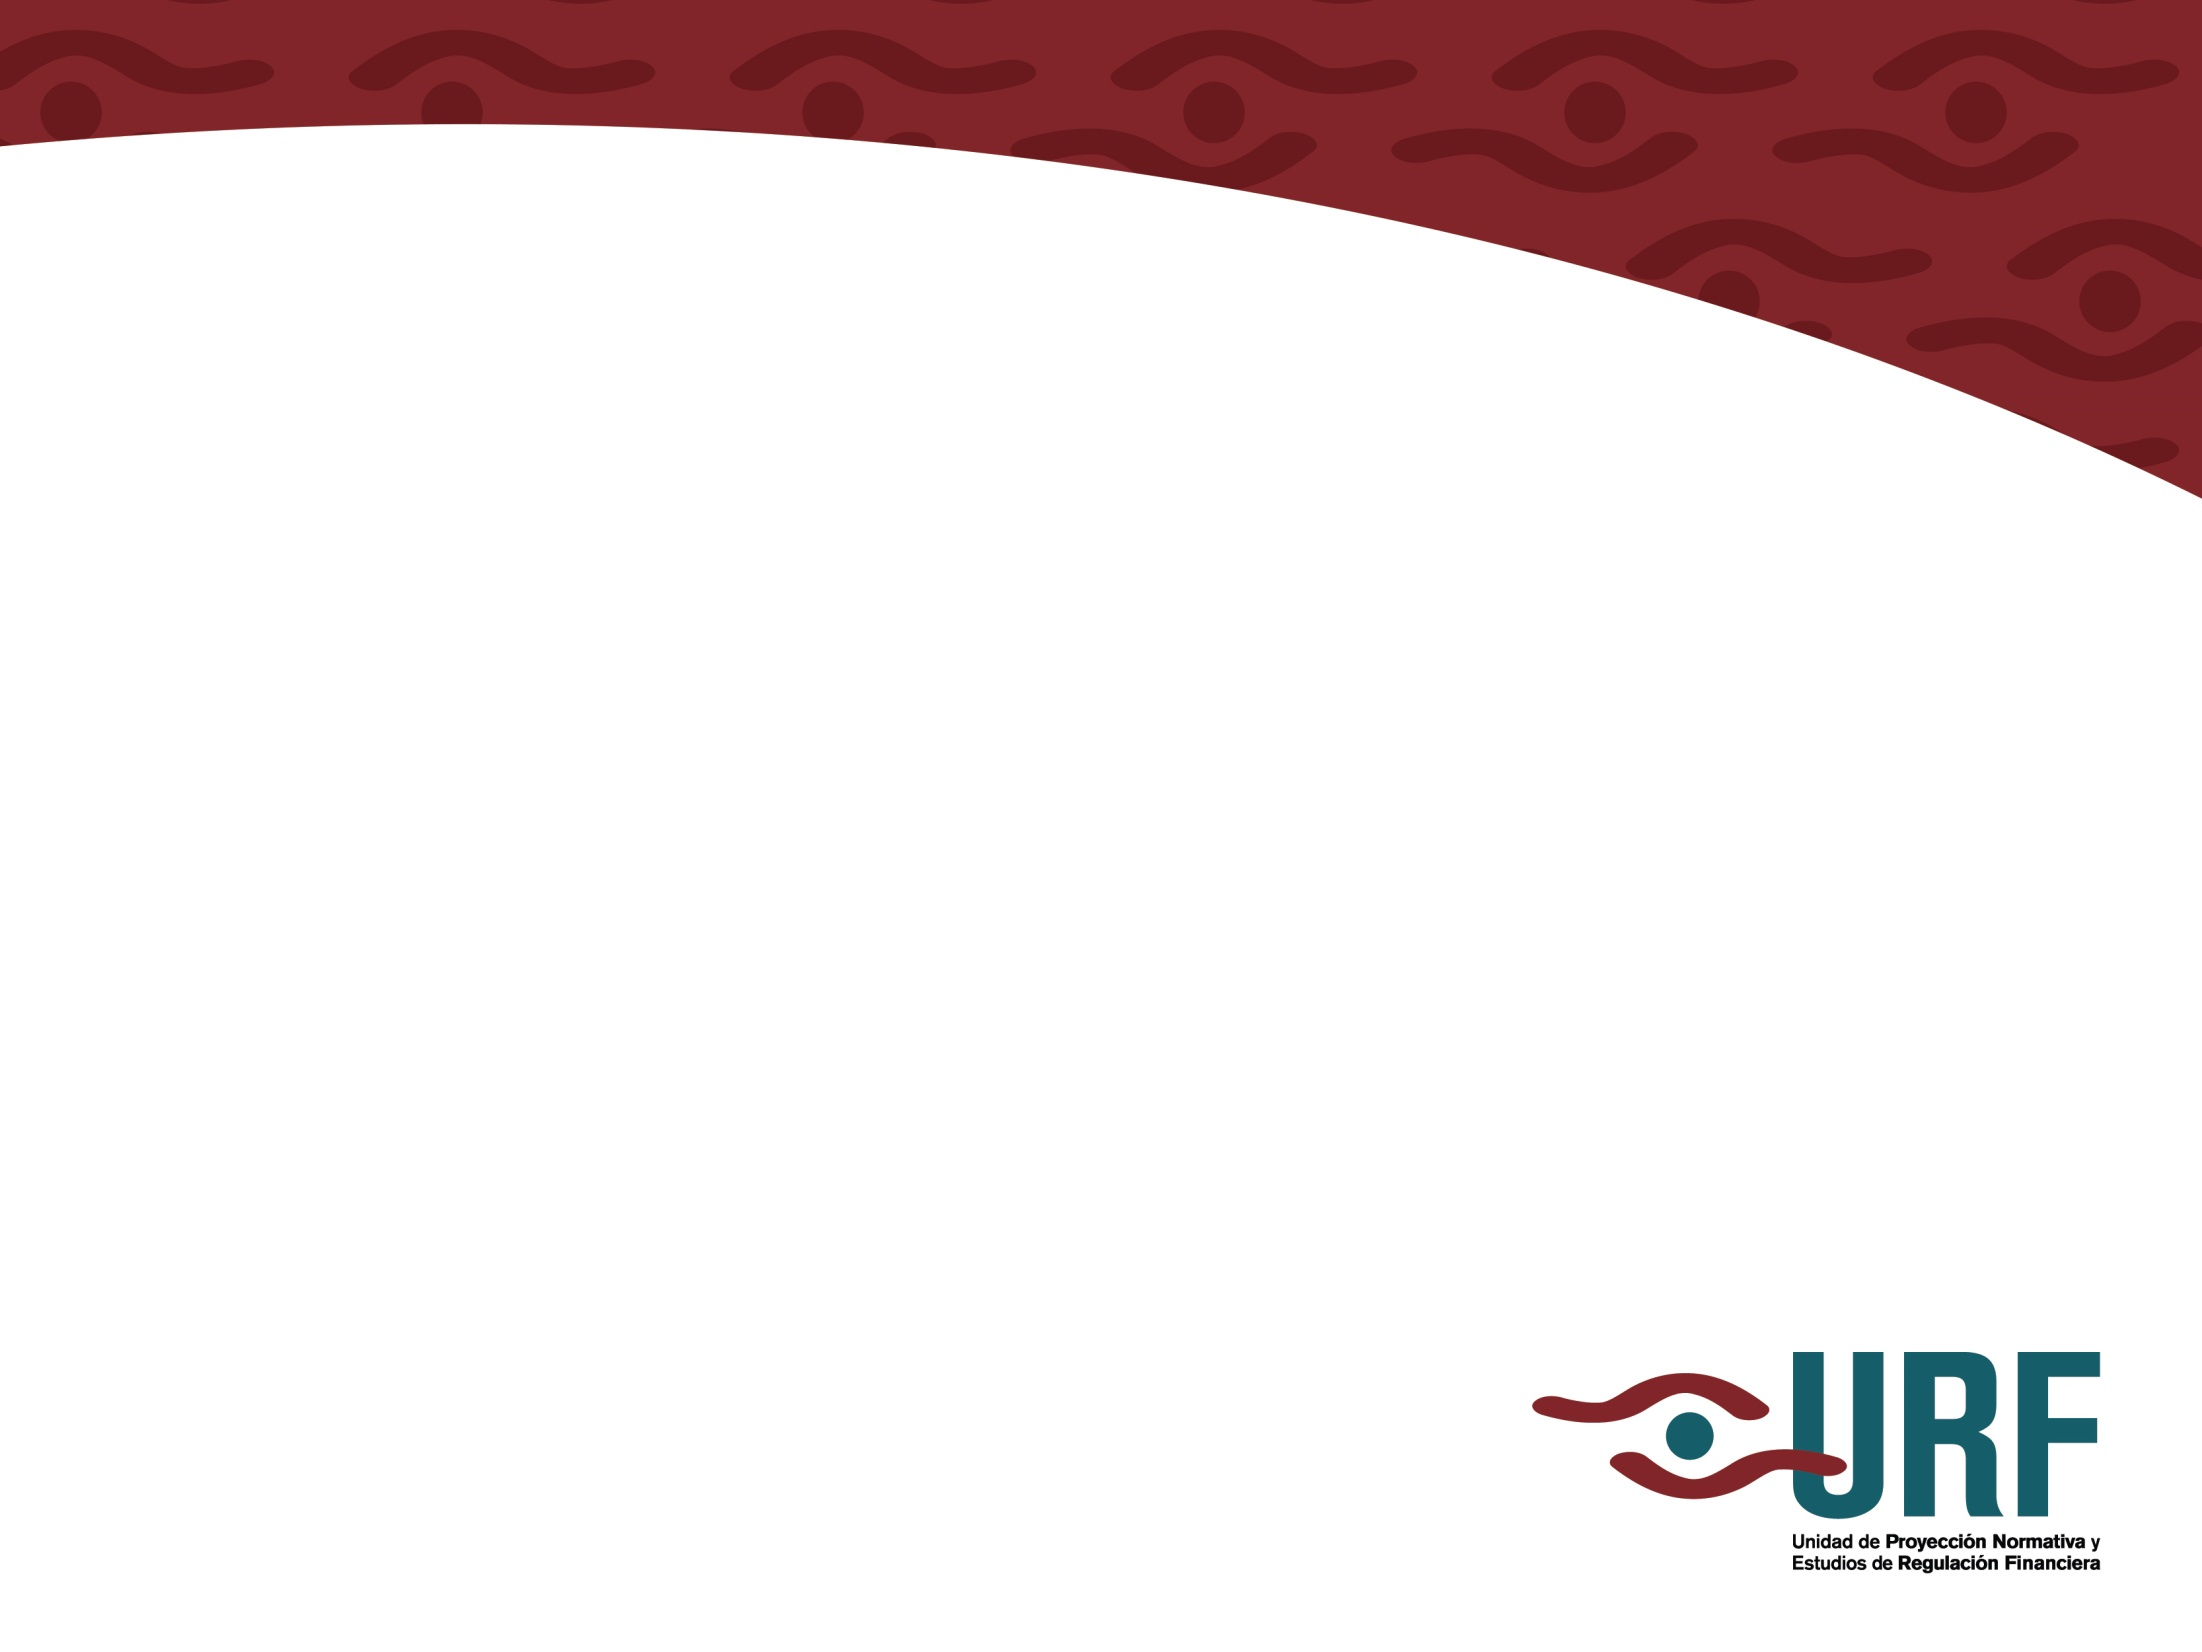 URF
Unidad de Proyección Normativa y
Estudios de Regulación Financiera